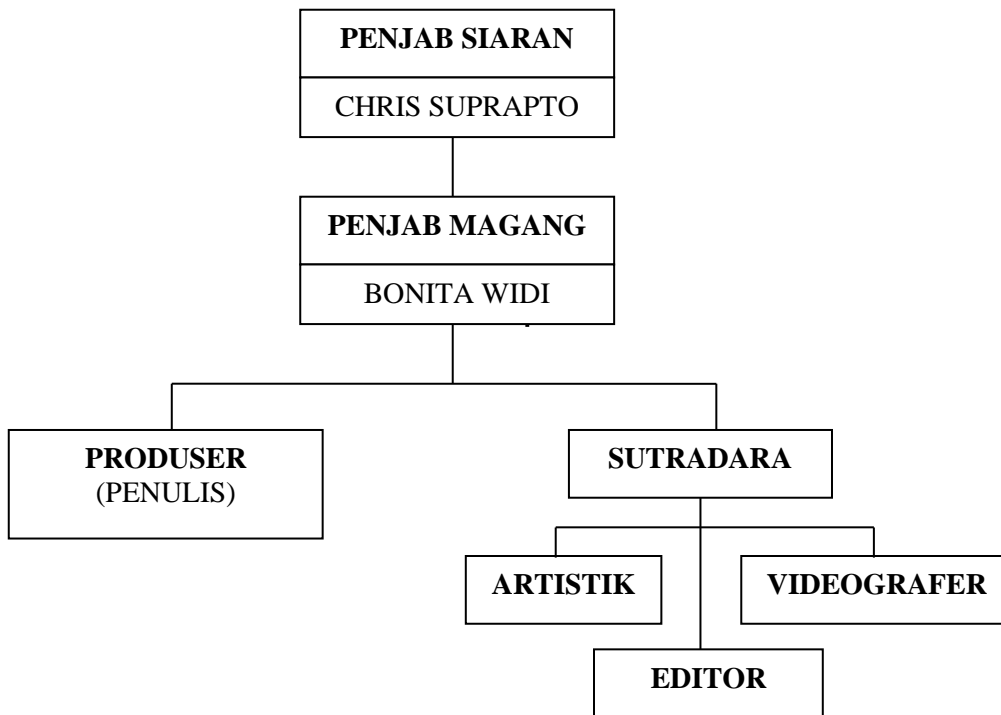 PENJAB SIARAN
CHRIS SUPRAPTO
PENJAB MAGANG
BONITA WIDI
PRODUSER
(PENULIS)
SUTRADARA
ARTISTIK
VIDEOGRAFER
EDITOR